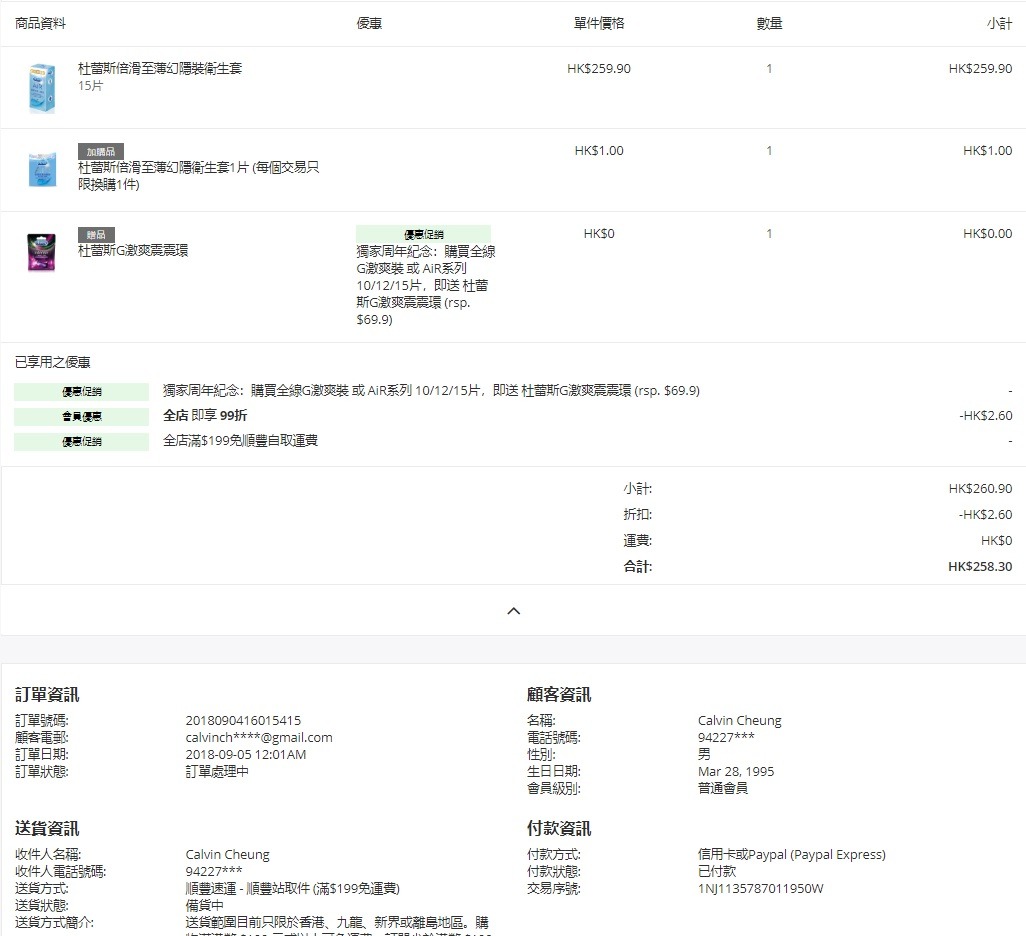 商品資料 優惠 單件價格 數量 小計
杜蕾斯倍滑至薄幻隱裝衛生套 HK$259.90 1 HK$259.90
15片
加購品 HK$1.00 1 HK$1.00
杜蕾斯倍滑至薄幻隱衛生套1片 (每個交易只
限換購1件)
贈品 優惠促銷 HK$0 1 HK$0.00
杜蕾斯G激爽震震環 獨家周年紀念：購買全線
G激爽裝 或 AiR系列
10/12/15片，即送 杜蕾
斯G激爽震震環 (rsp.
$69.9)
已享用之優惠
優惠促銷 獨家周年紀念：購買全線G激爽裝 或 AiR系列 10/12/15片，即送 杜蕾斯G激爽震震環 (rsp. $69.9) -
會員優惠 全店 即享 99折 -HK$2.60
優惠促銷 全店滿$199免順豐自取運費 -
小計: HK$260.90
折扣: -HK$2.60
運費: HK$0
合計: HK$258.30
訂單資訊
訂單號碼: 2018090416015415
顧客電郵: calvinch****@gmail.com
訂單日期: 2018-09-05 12:01AM
訂單狀態: 訂單處理中
顧客資訊
名稱: Calvin Cheung
電話號碼: 94227***
性別: 男
生日日期: Mar 28, 1995
會員級別: 普通會員
送貨資訊
收件人名稱: Calvin Cheung
收件人電話號碼: 94227***
送貨方式: 順豐速運 - 順豐站取件 (滿$199免運費)
送貨狀態: 備貨中
送貨方式簡介: 送貨範圍目前只限於香港、九龍、新界或離島地區。購
付款資訊
付款方式: 信用卡或Paypal (Paypal Express)
付款狀態: 已付款
交易序號: 1NJ1135787011950W